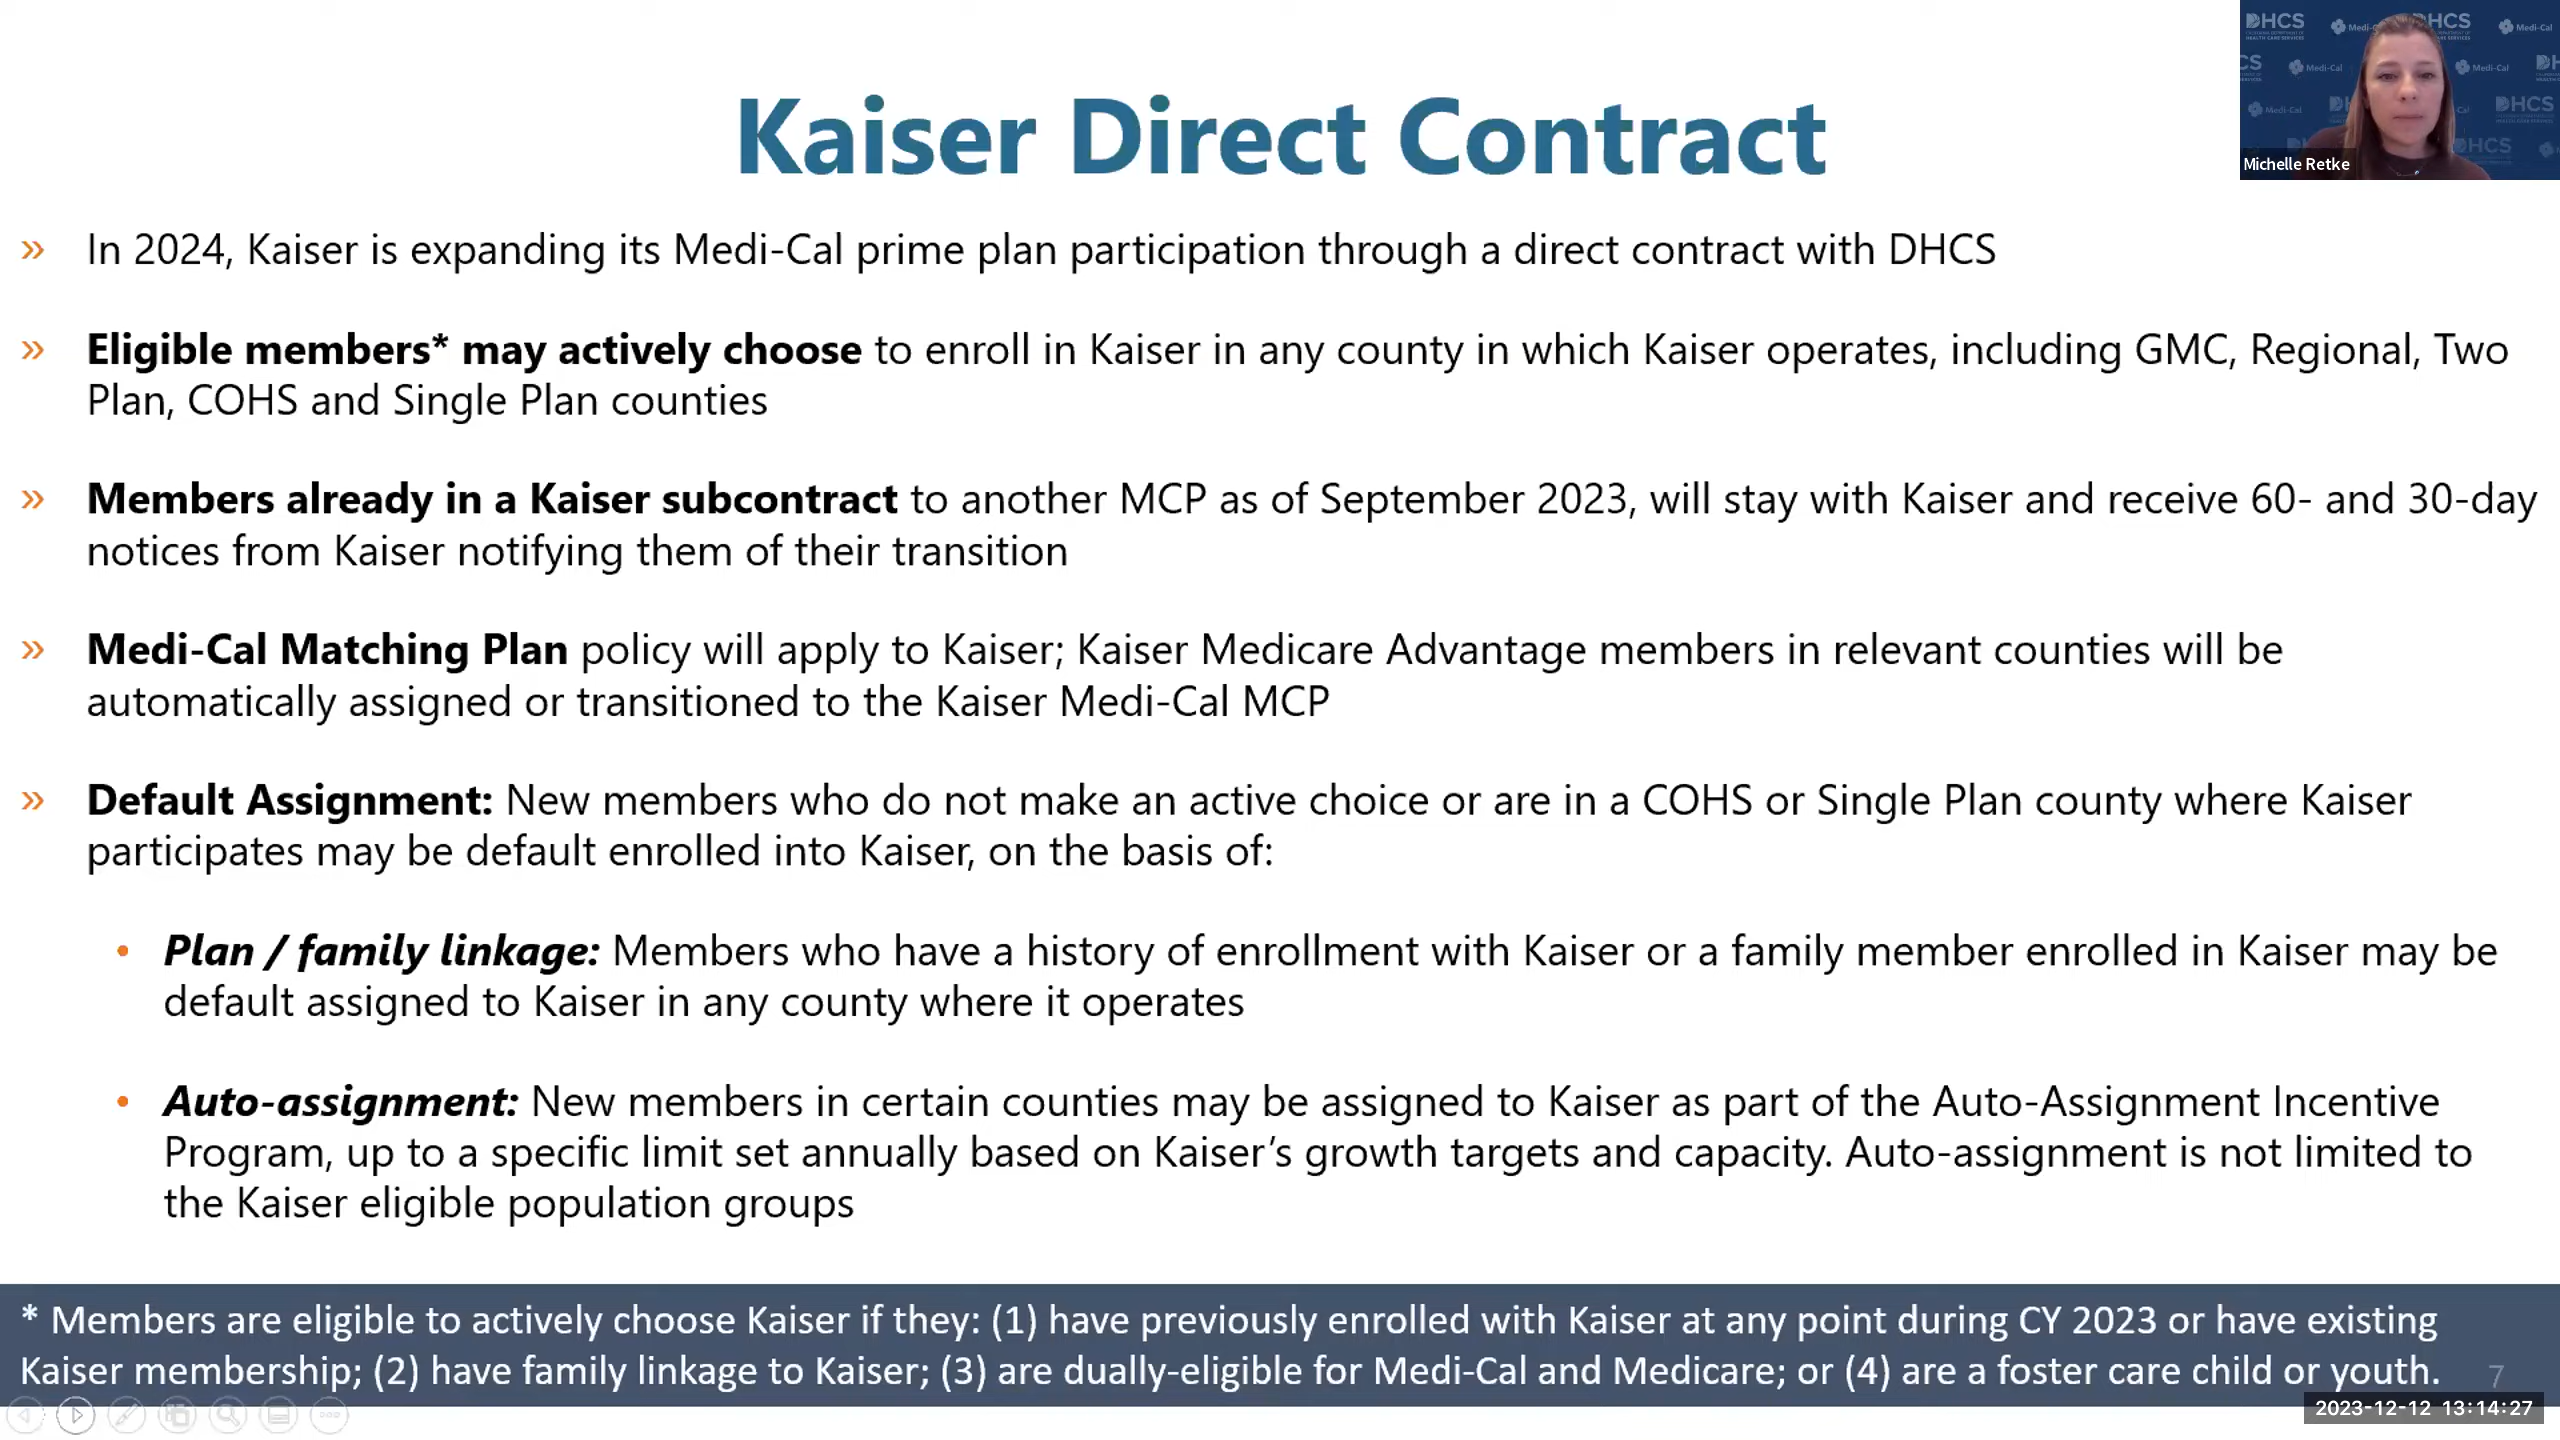 Kaiser Direct Contract
DHCS
Medi-Cal
Michelle Retke
» In 2024, Kaiser is expanding its Medi-Cal prime plan participation through a direct contract with DHCS
» Eligible members* may actively choose to enroll in Kaiser in any county in which Kaiser operates, including GMC, Regional, Two
Plan, COHS and Single Plan counties
» Members already in a Kaiser subcontract to another MCP as of September 2023, will stay with Kaiser and receive 60- and 30-day
notices from Kaiser notifying them of their transition
» Medi-Cal Matching Plan policy will apply to Kaiser; Kaiser Medicare Advantage members in relevant counties will be
automatically assigned or transitioned to the Kaiser Medi-Cal MCP
» Default Assignment: New members who do not make an active choice or are in a COHS or Single Plan county where Kaiser
participates may be default enrolled into Kaiser, on the basis of:
• Plan / family linkage: Members who have a history of enrollment with Kaiser or a family member enrolled in Kaiser may be
default assigned to Kaiser in any county where it operates
• Auto-assignment: New members in certain counties may be assigned to Kaiser as part of the Auto-Assignment Incentive
Program, up to a specific limit set annually based on Kaiser’s growth targets and capacity. Auto-assignment is not limited to
the Kaiser eligible population groups
* Members are eligible to actively choose Kaiser if they: (1) have previously enrolled with Kaiser at any point during CY 2023 or have existing
Kaiser membership; (2) have family linkage to Kaiser; (3) are dually-eligible for Medi-Cal and Medicare; or (4) are a foster care child or youth.
7
2023-12-12 13:14:27